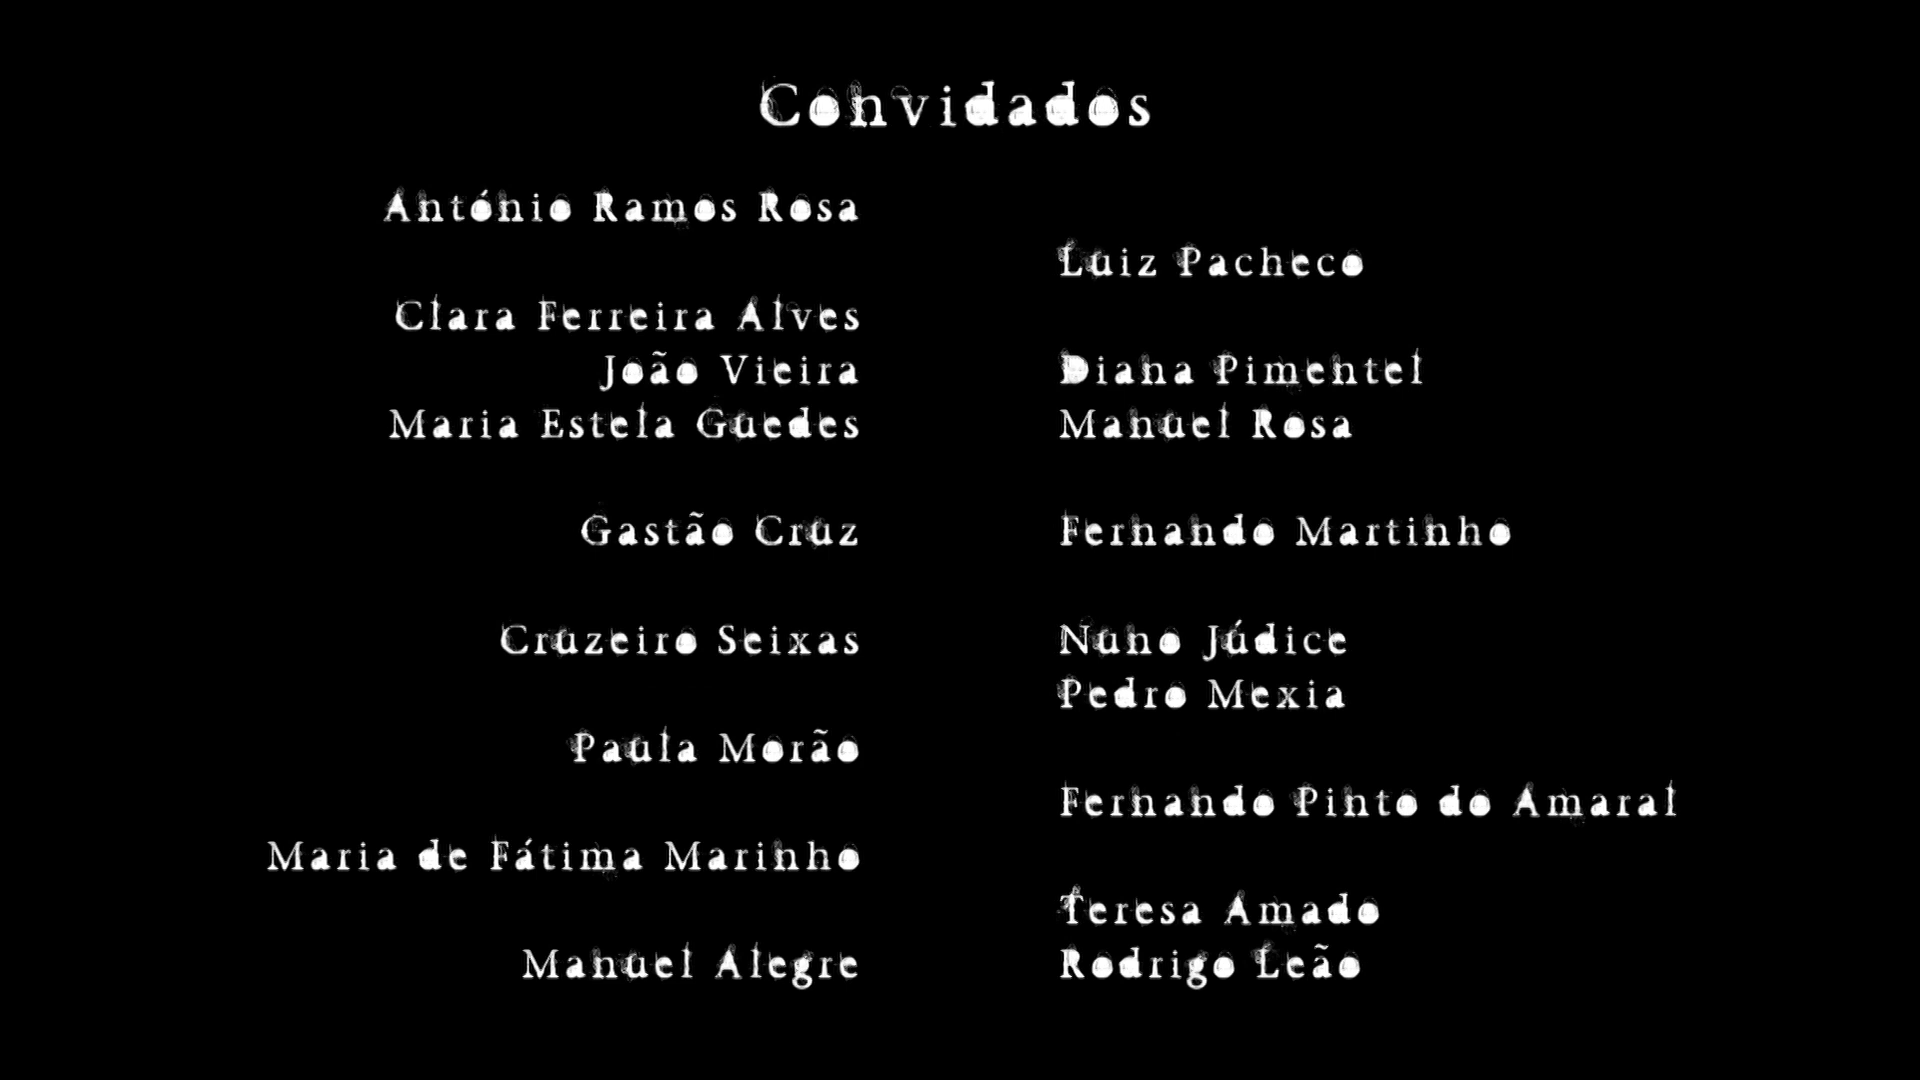 Convidados
António Ramos Rosa
Luiz Pacheco
Clara Ferreira Alves
João Vieira
Diana Pimentel
Maria Estela Guedes
Manuel Rosa
Gastão Cruz
Fernando Martinho
Cruzeiro Seixas
Nuno Júdice
Pedro Mexia
Paula Morão
Fernando Pinto do Amaral
Maria de Fátima Marinho
Teresa Amado
Manuel Alegre
Rodrigo Leão